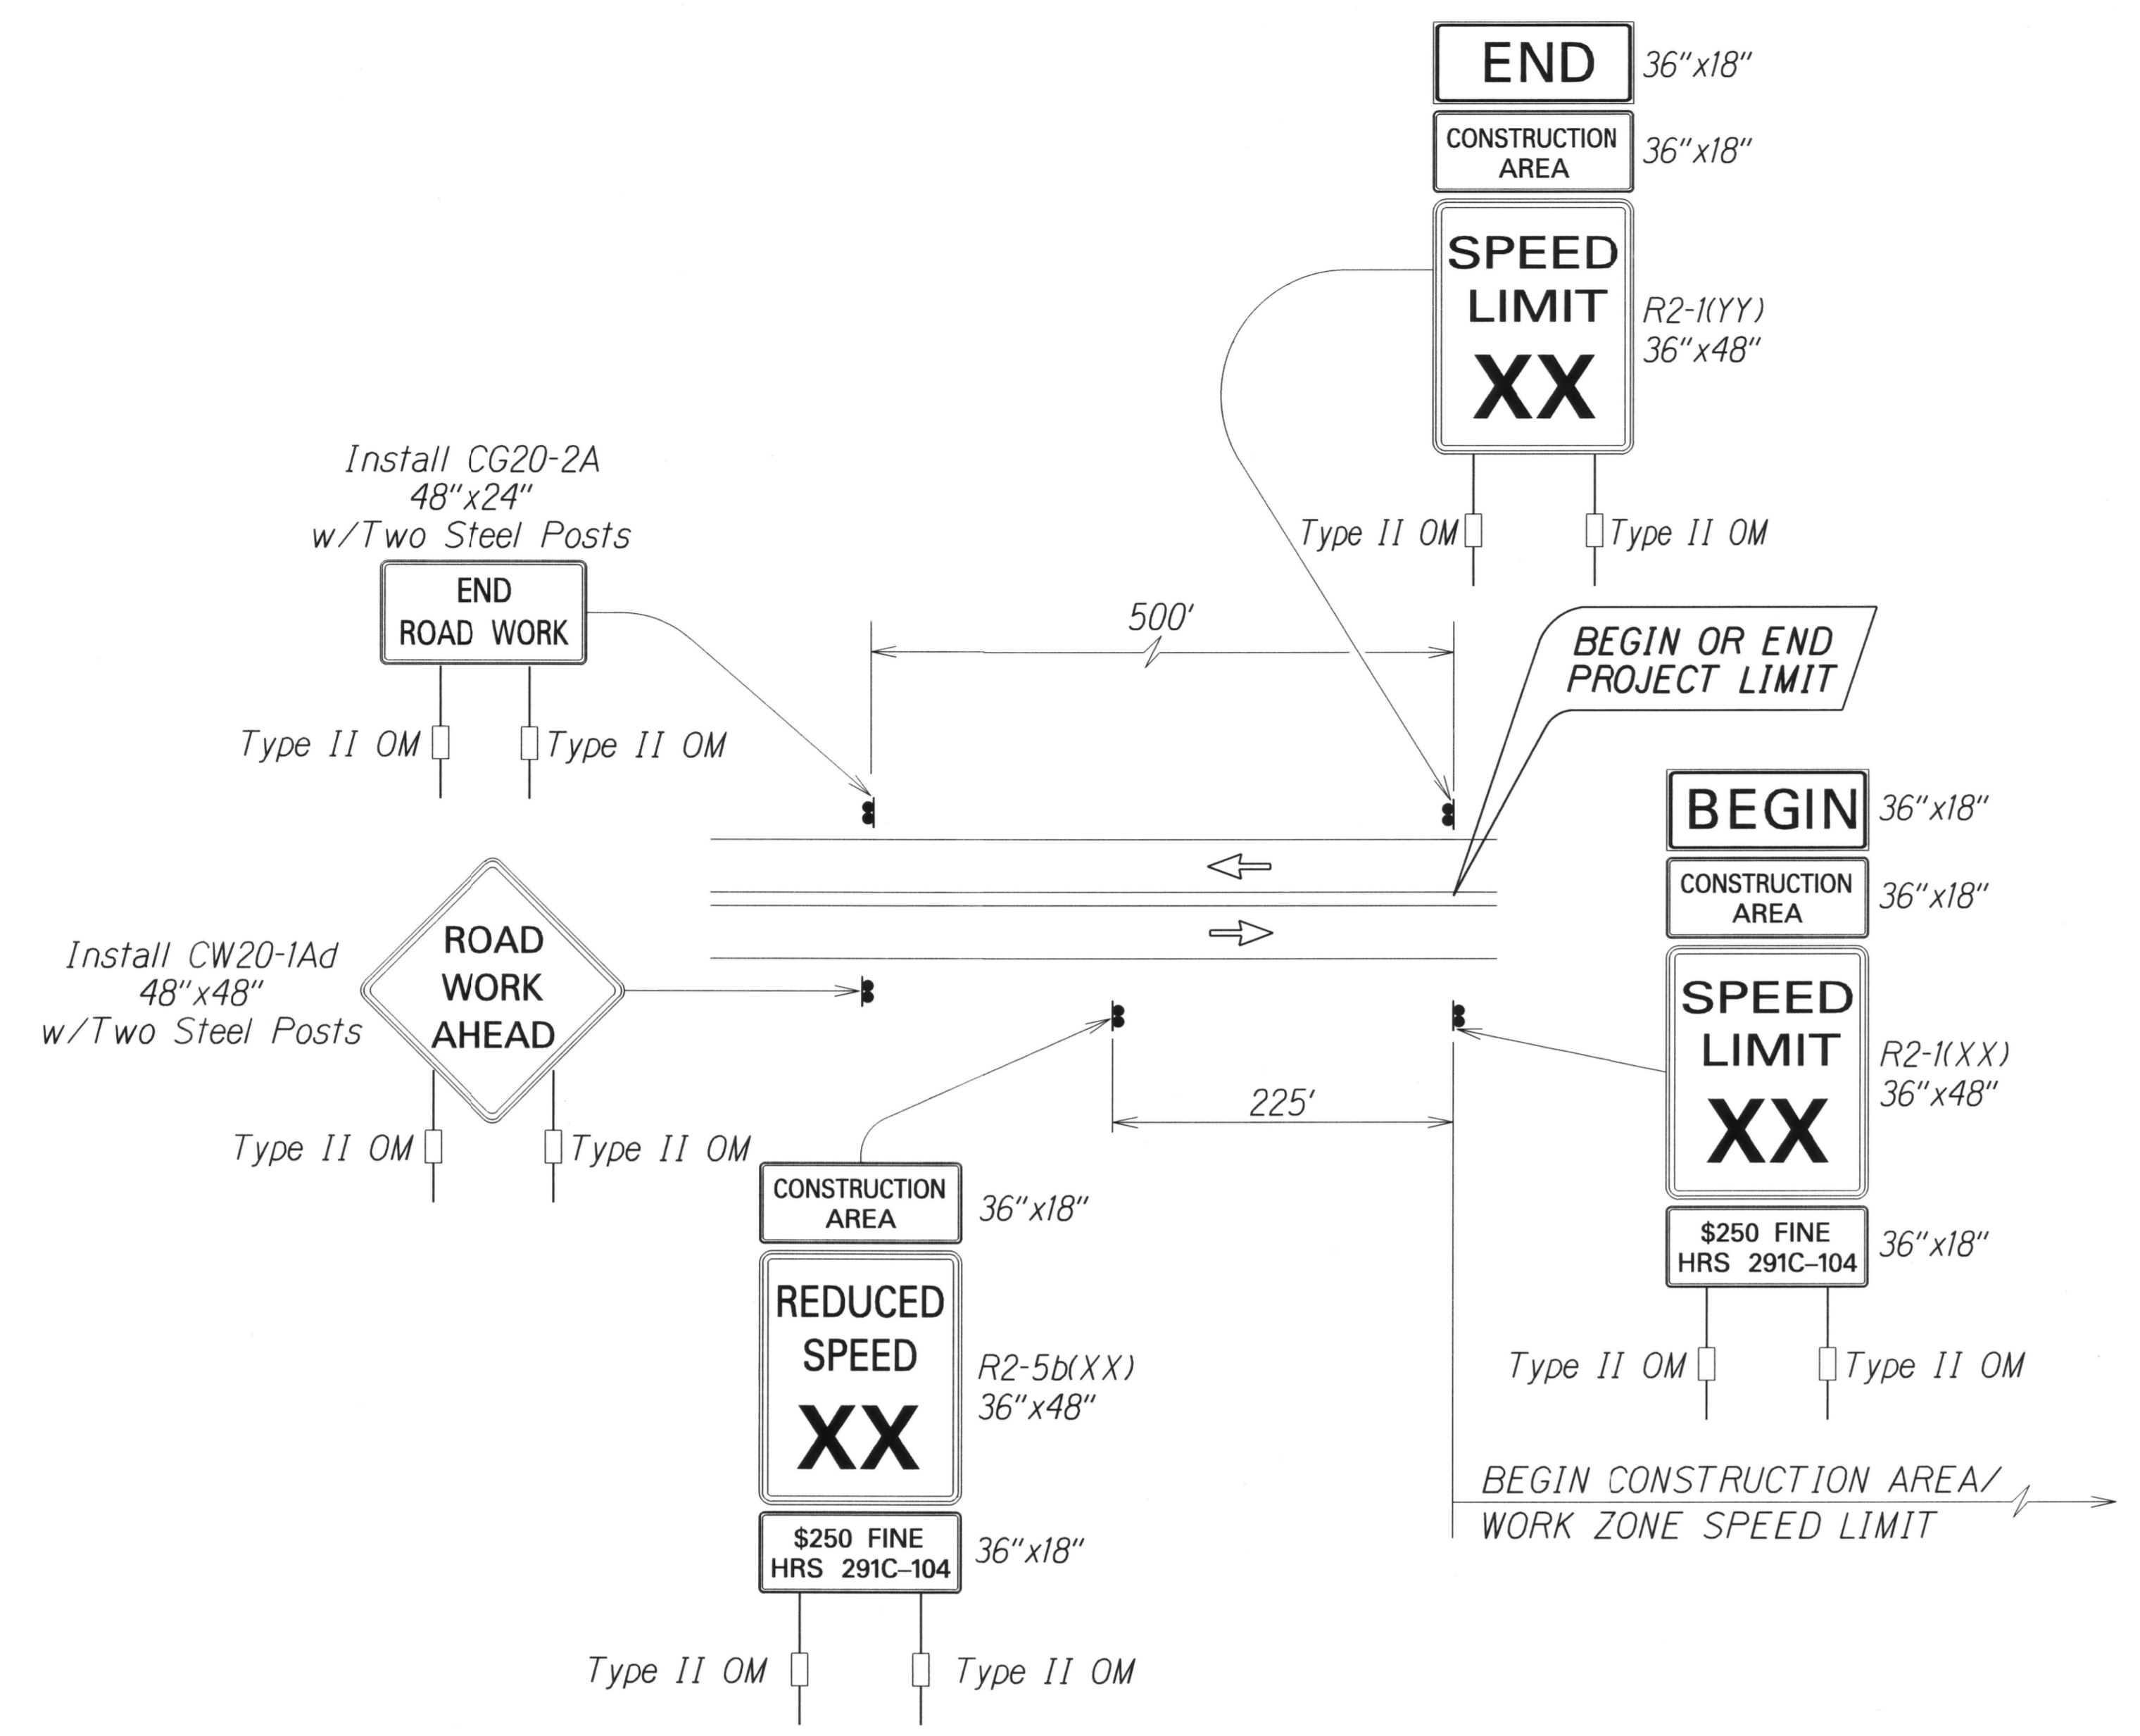 END
36"x18"
CONSTRUCTION
AREA
36"x18"
SPEED
LIMIT
XX
R2-1(YY)
36"x48"
Type II OM
Type II OM
Install CG20-2A
48"x24"
w/Two Steel Posts
END
ROAD WORK
Type II OM
Type II OM
500'
BEGIN OR END
PROJECT LIMIT
BEGIN
36"x18"
CONSTRUCTION
AREA
36"x18"
SPEED
LIMIT
XX
R2-1(XX)
36"x48"
$250 FINE
HRS 291C-104
36"x18"
Type II OM
Type II OM
Install CW20-1Ad
48"x48"
w/Two Steel Posts
ROAD
WORK
AHEAD
Type II OM
Type II OM
225'
CONSTRUCTION
AREA
36"x18"
REDUCED
SPEED
XX
R2-5b(XX)
36"x48"
$250 FINE
HRS 291C-104
36"x18"
Type II OM
Type II OM
BEGIN CONSTRUCTION AREA/
WORK ZONE SPEED LIMIT